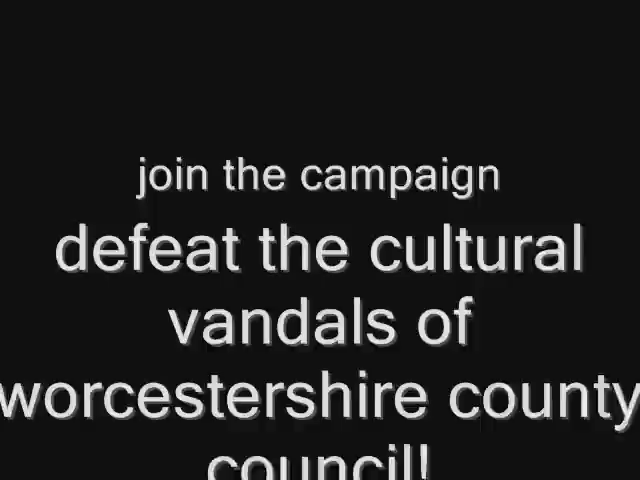 join the campaign
defeat the cultural
vandals of
worcestershire county
council!